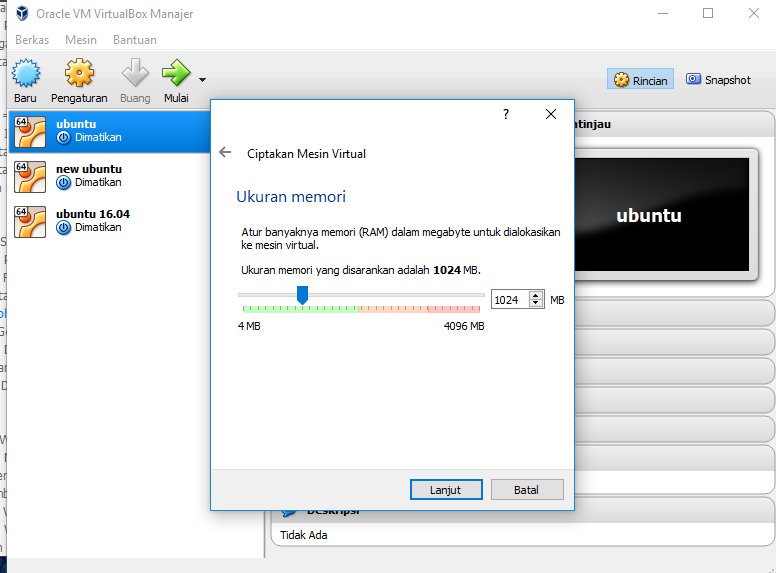 Oracle VM VirtualBox Manajer
Berkas Mesin Bantuan
Baru Pengaturan Buang Mulai
Rincian Snapshot
64 ubuntu
Dimatikan
64 new ubuntu
Dimatikan
64 ubuntu 16.04
Dimatikan
?
Ciptakan Mesin Virtual
Ukuran memori
Atur banyaknya memori (RAM) dalam megabyte untuk dialokasikan
ke mesin virtual.
Ukuran memori yang disarankan adalah 1024 MB.
1024 MB
4 MB 4096 MB
Lanjut Batal
ubuntu
Deskripsi
Tidak Ada